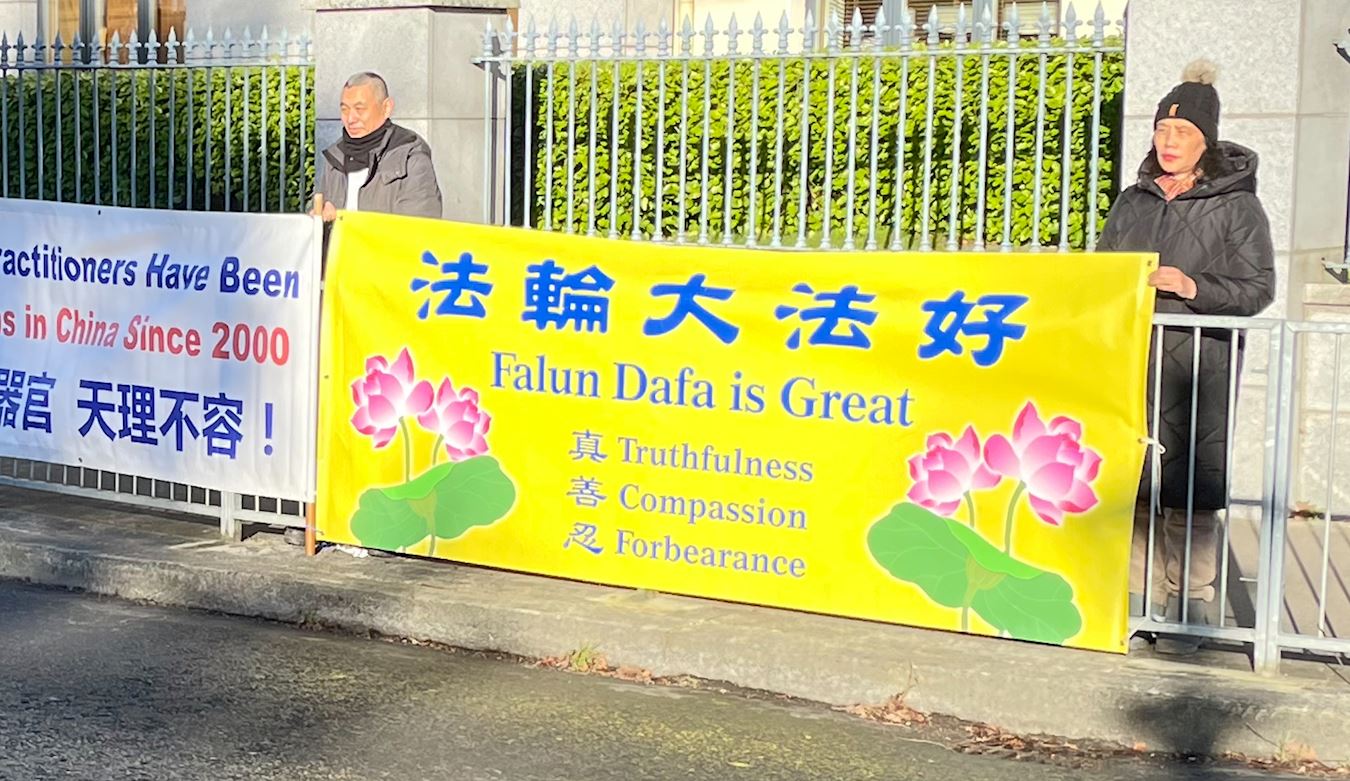 Have Been
in China Since 2000
器官 天理不容！
法輪大法好
Falun Dafa is Great
真 Truthfulness
善 Compassion
忍 Forbearance